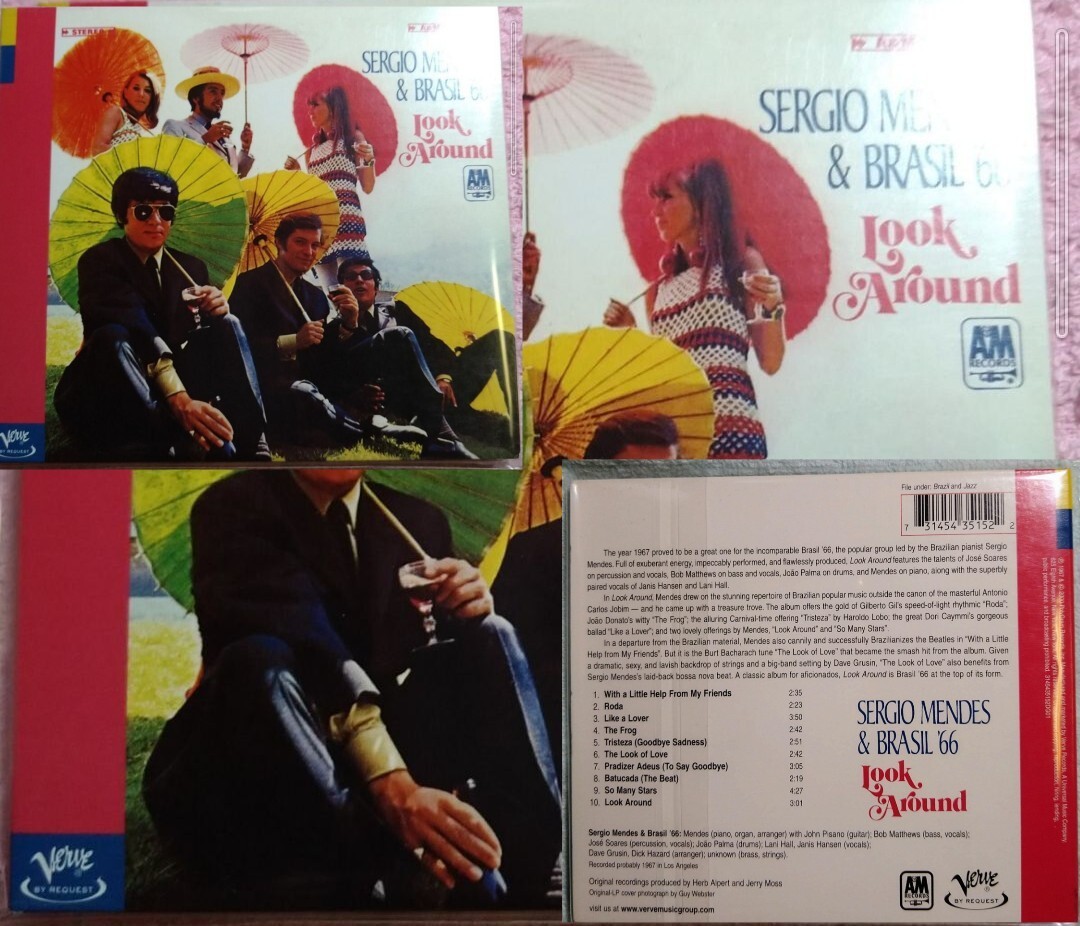 STEREO
SERGIO ME
& BRASIL '6
Look
Around
A&M
RECORDS
Verve
BY REQUEST
SERGIO ME
& BRASIL '66
Look
Around
A&M
RECORDS
Verve
BY REQUEST
File under: Brazil and Jazz
7 31454 35152 2
The year 1967 proved to be a great one for the incomparable Brasil '66, the popular group led by the Brazilian pianist Sergio
Mendes. Full of exuberant energy, impeccably performed, and flawlessly produced, Look Around features the talents of José Soares
on percussion and vocals, Bob Matthews on bass and vocals, João Palma on drums, and Mendes on piano, along with the superbly
paired vocals of Janis Hansen and Lani Hall.
In Look Around, Mendes drew on the stunning repertoire of Brazilian popular music outside the canon of the masterful Antonio
Carlos Jobim — and he came up with a treasure trove. The album offers the gold of Gilberto Gil's speed-of-light rhythmic "Roda";
João Donato's witty "The Frog"; the alluring Carnival-time offering "Tristeza" by Haroldo Lobo; the great Dori Caymmi's gorgeous
ballad "Like a Lover"; and two lovely offerings by Mendes, "Look Around" and "So Many Stars".
In a departure from the Brazilian material, Mendes also cannily and successfully Brazilianizes the Beatles in "With a Little
Help from My Friends". But it is the Burt Bacharach tune "The Look of Love" that became the smash hit from the album. Given
a dramatic, sexy, and lavish backdrop of strings and a big-band setting by Dave Grusin, "The Look of Love" also benefits from
Sergio Mendes's laid-back bossa nova beat. A classic album for aficionados, Look Around is Brasil '66 at the top of its form.
1. With a Little Help From My Friends 2:35
2. Roda 2:23
3. Like a Lover 3:50
4. The Frog 2:42
5. Tristeza (Goodbye Sadness) 2:51
6. The Look of Love 2:42
7. Pradizer Adeus (To Say Goodbye) 3:05
8. Batucada (The Beat) 2:19
9. So Many Stars 4:27
10. Look Around 3:01
SERGIO MENDES
& BRASIL '66
Look
Around
Sergio Mendes & Brasil '66: Mendes (piano, organ, arranger) with John Pisano (guitar); Bob Matthews (bass, vocals);
José Soares (percussion, vocals); João Palma (drums); Lani Hall, Janis Hansen (vocals);
Dave Grusin, Dick Hazard (arranger); unknown (brass, strings).
Recorded probably 1967 in Los Angeles
Original recordings produced by Herb Alpert and Jerry Moss
Original-LP cover photograph by Guy Webster
visit us at www.vervemusicgroup.com
A&M
RECORDS
Verve
BY REQUEST